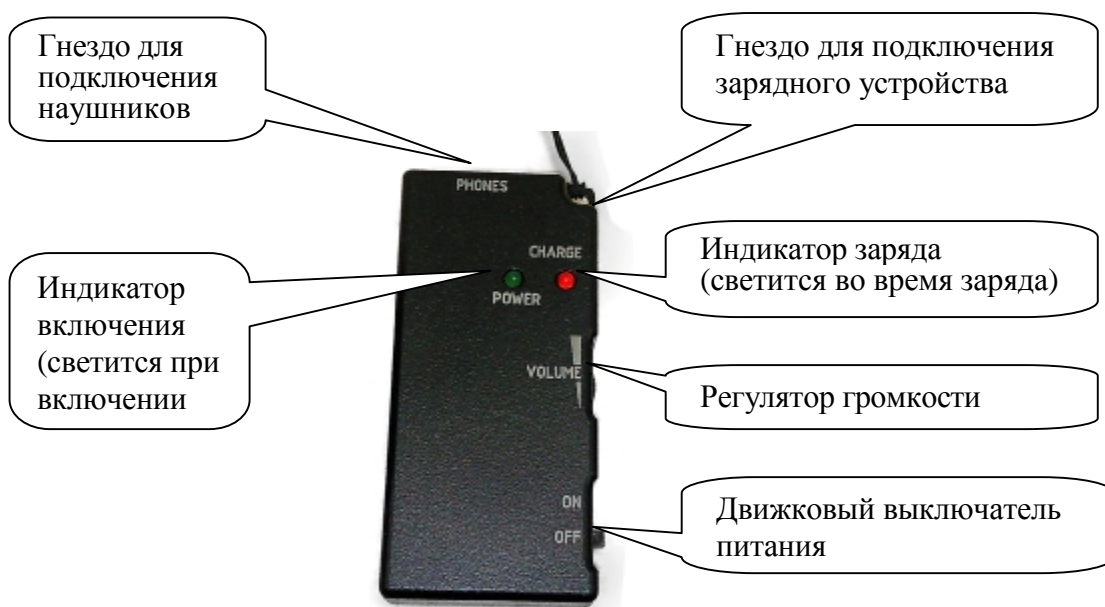 Гнездо для
подключения
наушников
Гнездо для подключения
зарядного устройства
PHONES
CHARGE
POWER
Индикатор
включения
(светится при
включении
Индикатор заряда
(светится во время заряда)
VOLUME
Регулятор громкости
ON
OFF
Движковый выключатель
питания